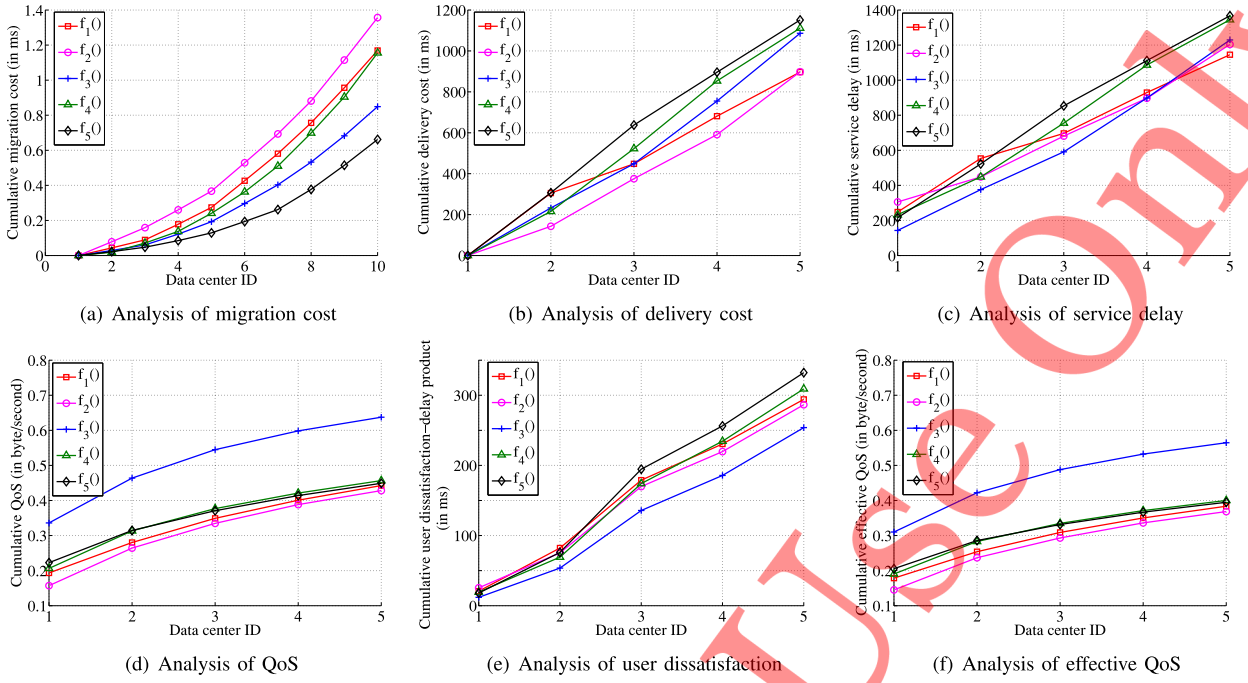 Cumulative migration cost (in ms)
1.4
1.2
1
0.8
0.6
0.4
0.2
0
f1()
f2()
f3()
f4()
f5()
0 2 4 6 8 10
Data center ID
(a) Analysis of migration cost
Cumulative delivery cost (in ms)
1200
1000
800
600
400
200
0
f1()
f2()
f3()
f4()
f5()
1 2 3 4 5
Data center ID
(b) Analysis of delivery cost
Cumulative service delay (in ms)
1400
1200
1000
800
600
400
200
0
f1()
f2()
f3()
f4()
f5()
1 2 3 4 5
Data center ID
(c) Analysis of service delay
Cumulative QoS (in byte/second)
0.8
0.7
0.6
0.5
0.4
0.3
0.2
0.1
f1()
f2()
f3()
f4()
f5()
1 2 3 4 5
Data center ID
(d) Analysis of QoS
Cumulative user dissatisfaction−delay product
(in ms)
300
200
100
0
f1()
f2()
f3()
f4()
f5()
1 2 3 4 5
Data center ID
(e) Analysis of user dissatisfaction
Cumulative effective QoS (in byte/second)
0.8
0.7
0.6
0.5
0.4
0.3
0.2
0.1
f1()
f2()
f3()
f4()
f5()
1 2 3 4 5
Data center ID
(f) Analysis of effective QoS
Use